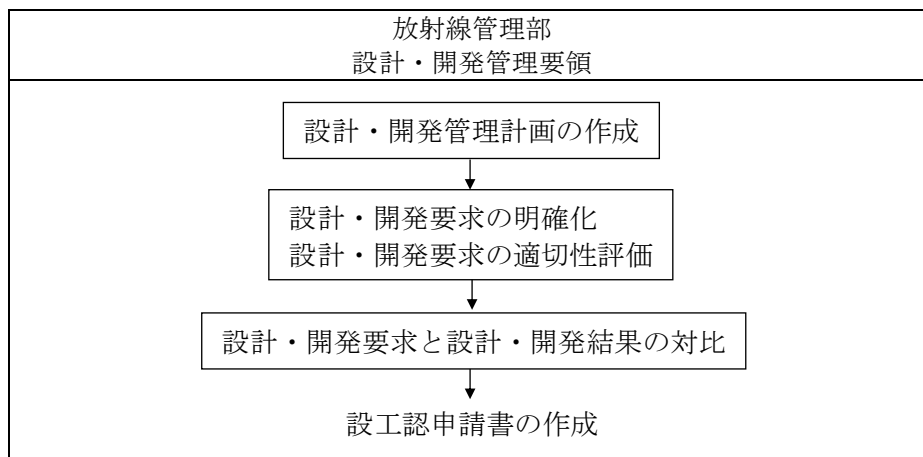 放射線管理部
設計・開発管理要領
設計・開発管理計画の作成
設計・開発要求の明確化
設計・開発要求の適切性評価
設計・開発要求と設計・開発結果の対比
設工認申請書の作成